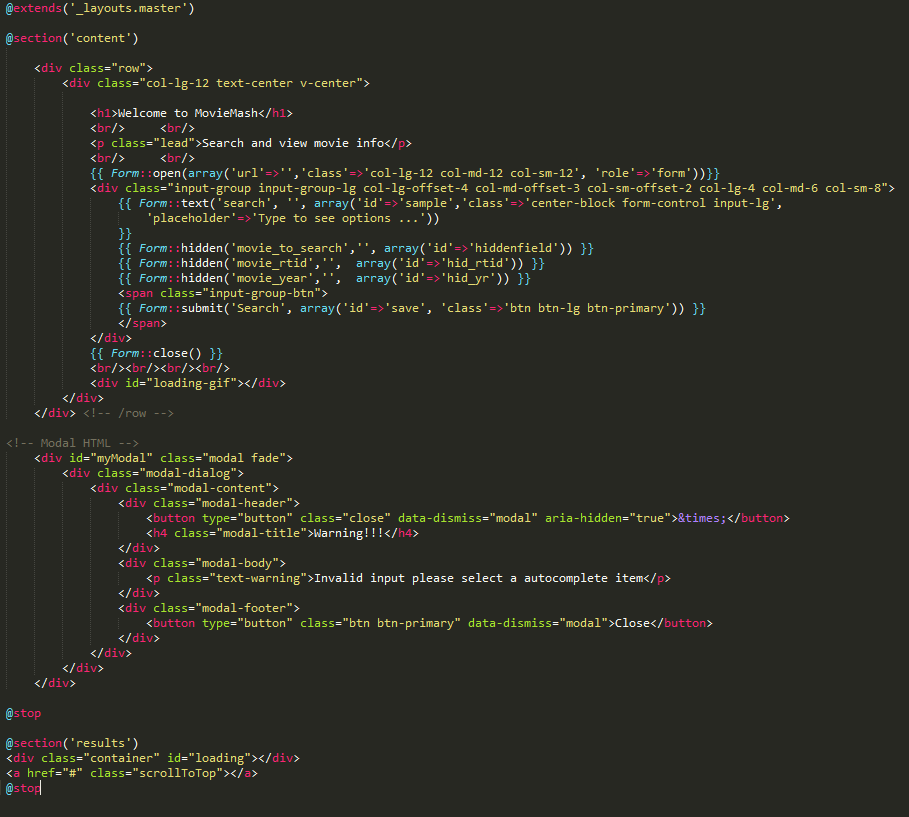 @extends('_layouts.master')
@section('content')
<div class="row">
<div class="col-lg-12 text-center v-center">
<h1>Welcome to MovieMash</h1>
<br/>     <br/>
<p class="lead">Search and view movie info</p>
<br/>     <br/>
{{ Form::open(array('url'=>'','class'=>'col-lg-12 col-md-12 col-sm-12', 'role'=>'form'))}}
<div class="input-group input-group-lg col-lg-offset-4 col-md-offset-3 col-sm-offset-2 col-lg-4 col-md-6 col-sm-8">
{{ Form::text('search', '', array('id'=>'sample','class'=>'center-block form-control input-lg',
'placeholder'=>'Type to see options ...'))
}}
{{ Form::hidden('movie_to_search','', array('id'=>'hiddenfield')) }}
{{ Form::hidden('movie_rtid','',  array('id'=>'hid_rtid')) }}
{{ Form::hidden('movie_year','',  array('id'=>'hid_yr')) }}
<span class="input-group-btn">
{{ Form::submit('Search', array('id'=>'save', 'class'=>'btn btn-lg btn-primary')) }}
</span>
</div>
{{ Form::close() }}
<br/><br/><br/><br/>
<div id="loading-gif"></div>
</div>
</div> <!-- /row -->
<!-- Modal HTML -->
<div id="myModal" class="modal fade">
<div class="modal-dialog">
<div class="modal-content">
<div class="modal-header">
<button type="button" class="close" data-dismiss="modal" aria-hidden="true">&times;</button>
<h4 class="modal-title">Warning!!!</h4>
</div>
<div class="modal-body">
<p class="text-warning">Invalid input please select a autocomplete item</p>
</div>
<div class="modal-footer">
<button type="button" class="btn btn-primary" data-dismiss="modal">Close</button>
</div>
</div>
</div>
</div>
@stop
@section('results')
<div class="container" id="loading"></div>
<a href="#" class="scrollToTop"></a>
@stop